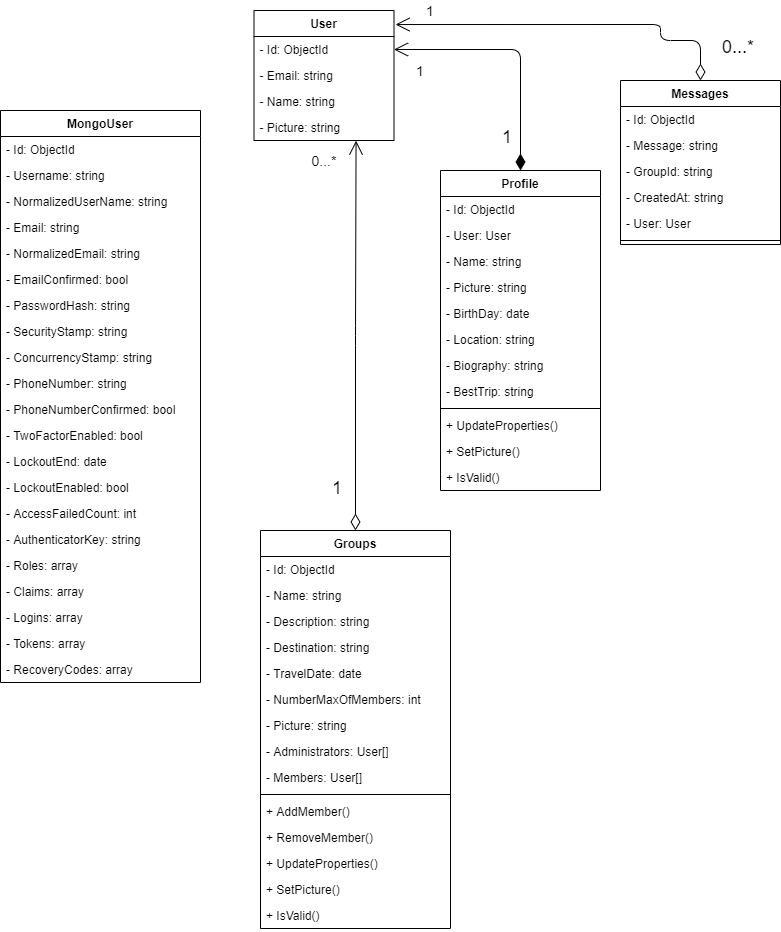 User
- Id: ObjectId
- Email: string
- Name: string
- Picture: string
1
1
0...*
Messages
- Id: ObjectId
- Message: string
- GroupId: string
- CreatedAt: string
- User: User
MongoUser
- Id: ObjectId
- Username: string
- NormalizedUserName: string
- Email: string
- NormalizedEmail: string
- EmailConfirmed: bool
- PasswordHash: string
- SecurityStamp: string
- ConcurrencyStamp: string
- PhoneNumber: string
- PhoneNumberConfirmed: bool
- TwoFactorEnabled: bool
- LockoutEnd: date
- LockoutEnabled: bool
- AccessFailedCount: int
- AuthenticatorKey: string
- Roles: array
- Claims: array
- Logins: array
- Tokens: array
- RecoveryCodes: array
0...*
1
Profile
- Id: ObjectId
- User: User
- Name: string
- Picture: string
- BirthDay: date
- Location: string
- Biography: string
- BestTrip: string
+ UpdateProperties()
+ SetPicture()
+ IsValid()
1
Groups
- Id: ObjectId
- Name: string
- Description: string
- Destination: string
- TravelDate: date
- NumberMaxOfMembers: int
- Picture: string
- Administrators: User[]
- Members: User[]
+ AddMember()
+ RemoveMember()
+ UpdateProperties()
+ SetPicture()
+ IsValid()